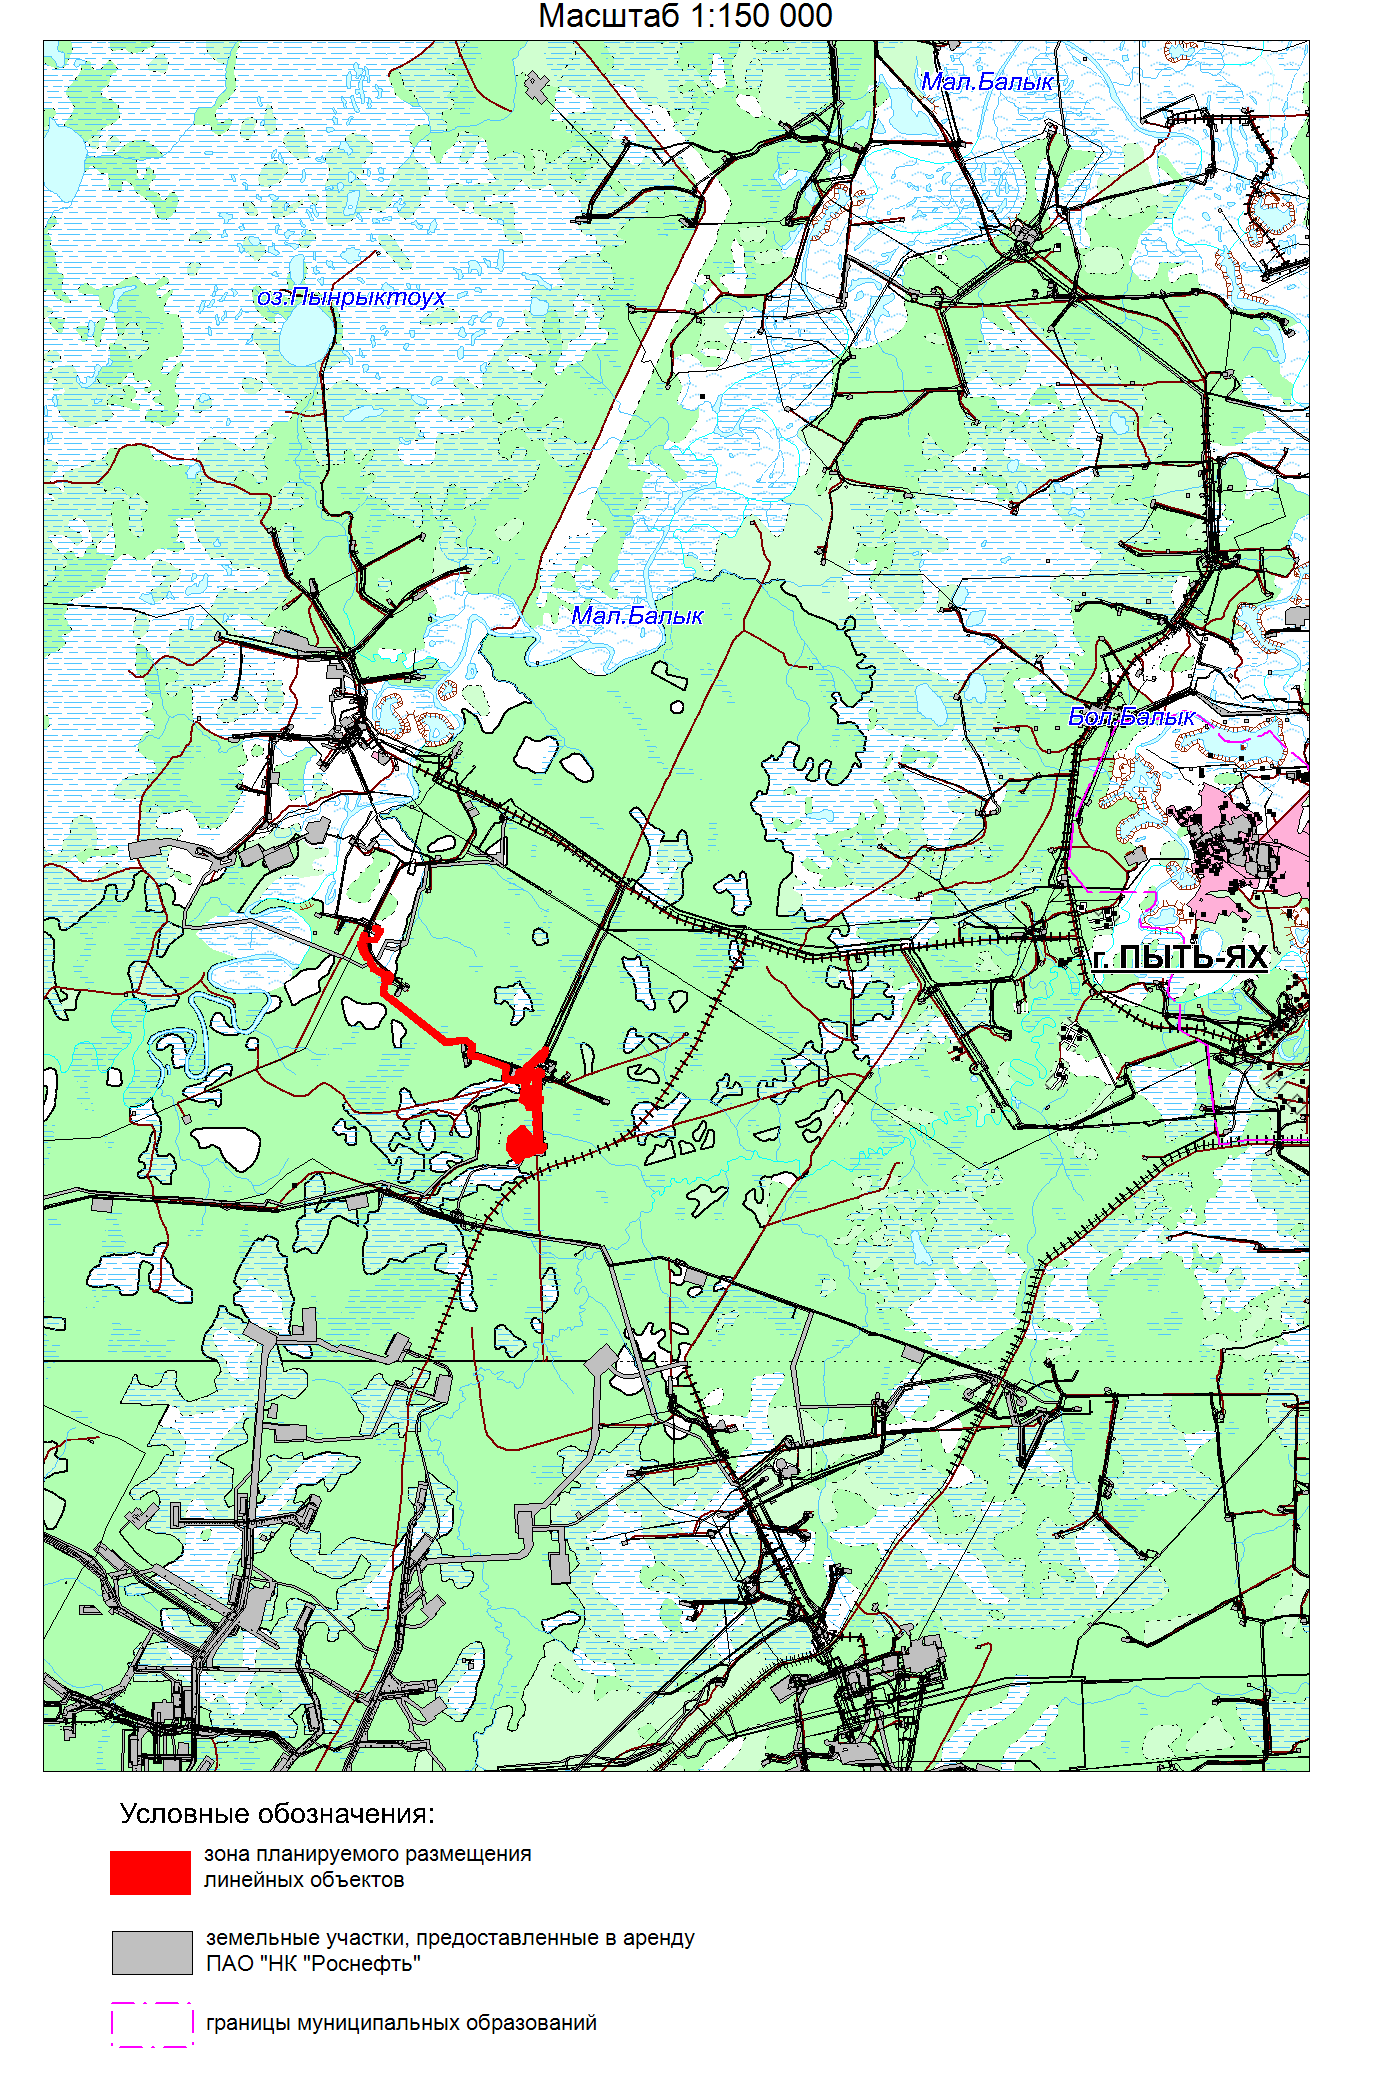 Масштаб 1:150 000
Мал.Балык
оз.Пынрыктоух
Мал.Балык
Бол.Балык
г. ПЫТЬ-ЯХ
Условные обозначения:
зона планируемого размещения
линейных объектов
земельные участки, предоставленные в аренду
ПАО "НК "Роснефть"
границы муниципальных образований